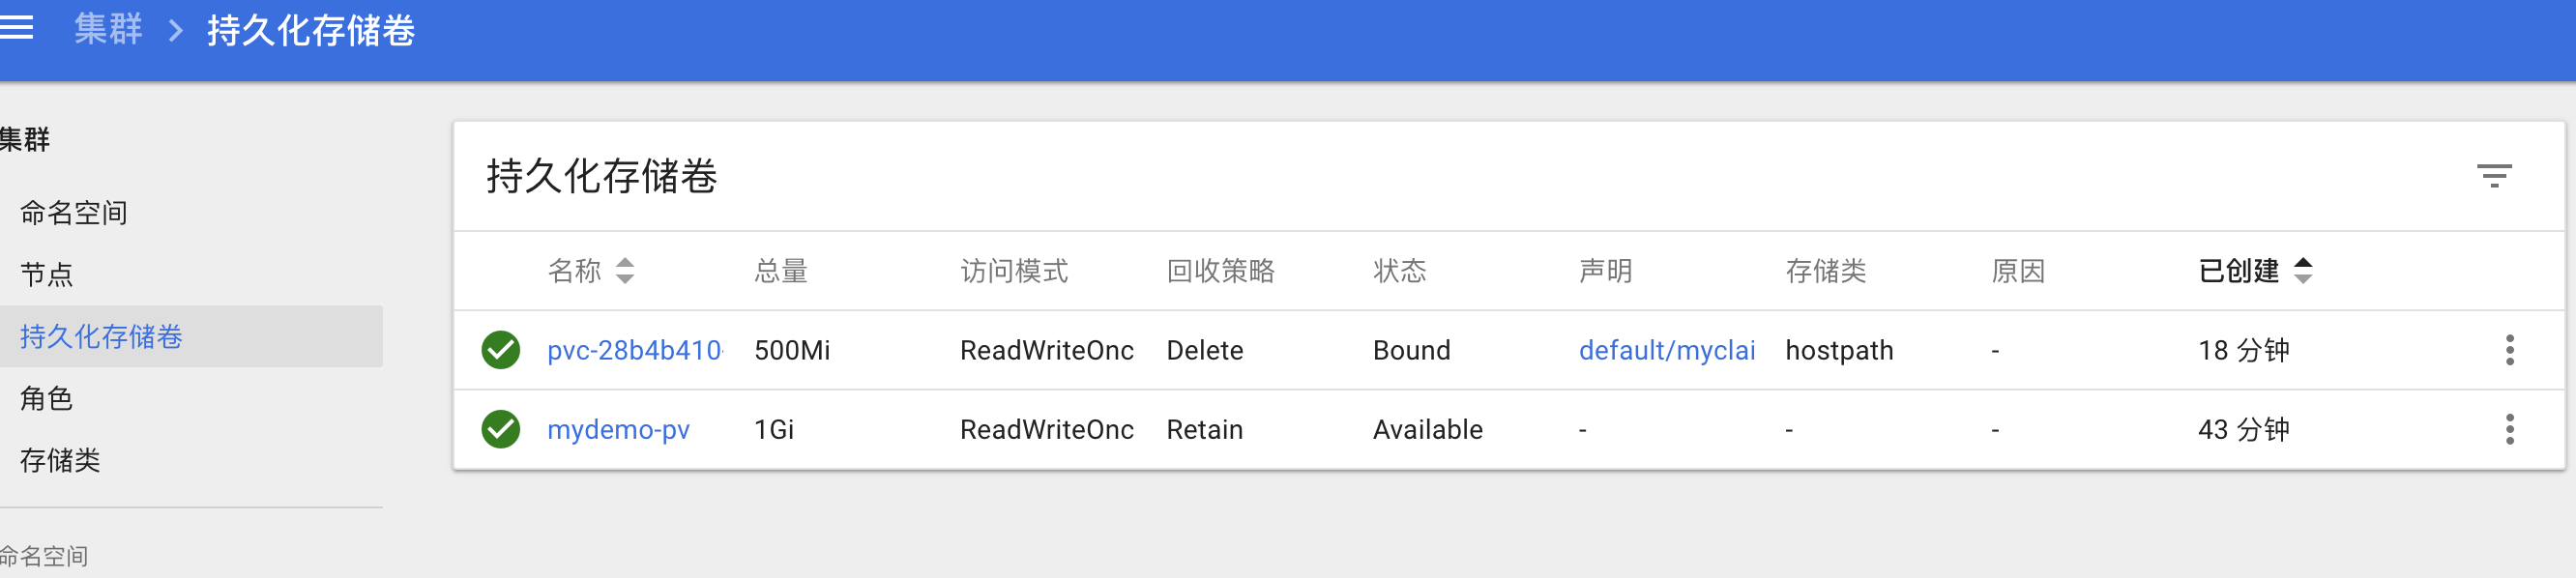 集群 > 持久化存储卷
集群
命名空间
节点
持久化存储卷
角色
存储类
命名空间
持久化存储卷
名称 总量 访问模式 回收策略 状态 声明 存储类 原因 已创建
pvc-28b4b410- 500Mi ReadWriteOnc Delete Bound default/myclai hostpath - 18 分钟
mydemo-pv 1Gi ReadWriteOnc Retain Available - - - 43 分钟